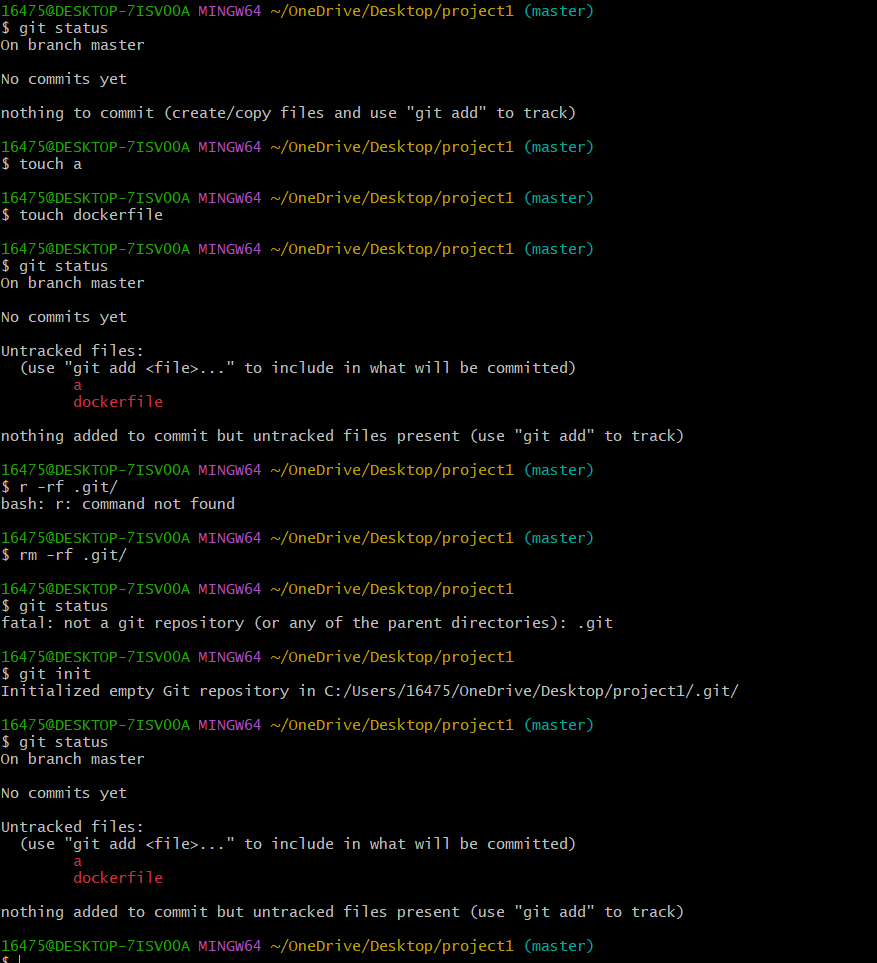 16475@DESKTOP-7ISVO0A MINGW64 ~/OneDrive/Desktop/project1 (master)
$ git status
On branch master
No commits yet
nothing to commit (create/copy files and use "git add" to track)
16475@DESKTOP-7ISVO0A MINGW64 ~/OneDrive/Desktop/project1 (master)
$ touch a
16475@DESKTOP-7ISVO0A MINGW64 ~/OneDrive/Desktop/project1 (master)
$ touch dockerfile
16475@DESKTOP-7ISVO0A MINGW64 ~/OneDrive/Desktop/project1 (master)
$ git status
On branch master
No commits yet
Untracked files:
  (use "git add <file>..." to include in what will be committed)
        a
        dockerfile
nothing added to commit but untracked files present (use "git add" to track)
16475@DESKTOP-7ISVO0A MINGW64 ~/OneDrive/Desktop/project1 (master)
$ r -rf .git/
bash: r: command not found
16475@DESKTOP-7ISVO0A MINGW64 ~/OneDrive/Desktop/project1 (master)
$ rm -rf .git/
16475@DESKTOP-7ISVO0A MINGW64 ~/OneDrive/Desktop/project1
$ git status
fatal: not a git repository (or any of the parent directories): .git
16475@DESKTOP-7ISVO0A MINGW64 ~/OneDrive/Desktop/project1
$ git init
Initialized empty Git repository in C:/Users/16475/OneDrive/Desktop/project1/.git/
16475@DESKTOP-7ISVO0A MINGW64 ~/OneDrive/Desktop/project1 (master)
$ git status
On branch master
No commits yet
Untracked files:
  (use "git add <file>..." to include in what will be committed)
        a
        dockerfile
nothing added to commit but untracked files present (use "git add" to track)
16475@DESKTOP-7ISVO0A MINGW64 ~/OneDrive/Desktop/project1 (master)
$